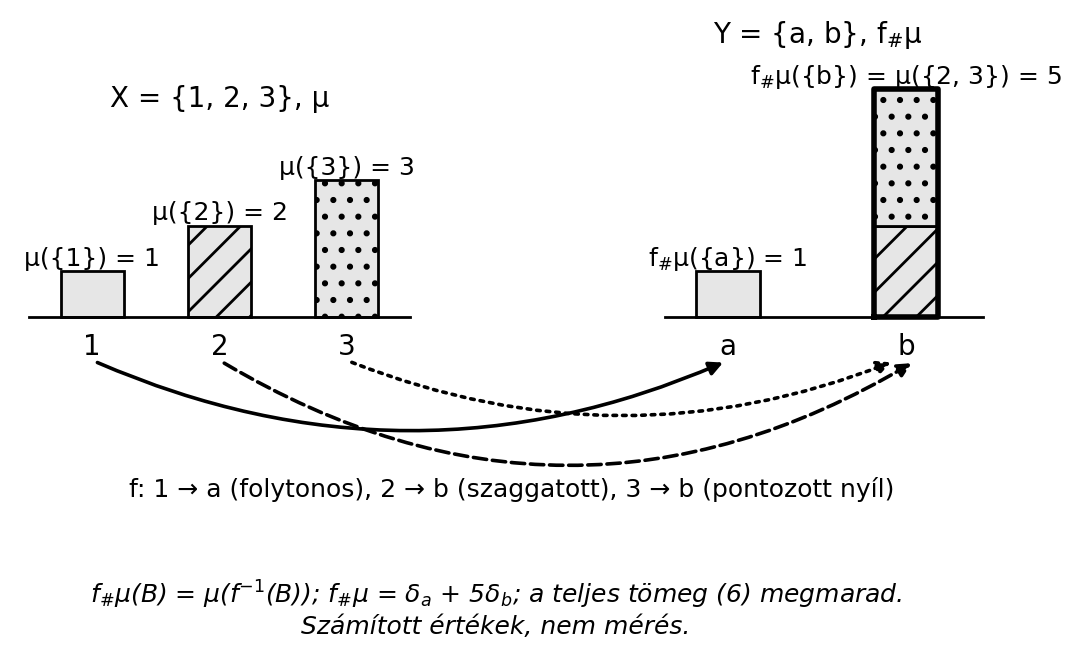 Y = {a, b}, f#μ
f#μ({b}) = μ({2, 3}) = 5
X = {1, 2, 3}, μ
μ({3}) = 3
μ({2}) = 2
μ({1}) = 1
f#μ({a}) = 1
1 2 3 a b
f: 1 → a (folytonos), 2 → b (szaggatott), 3 → b (pontozott nyíl)
f#μ(B) = μ(f⁻¹(B)); f#μ = δₐ + 5δ_b; a teljes tömeg (6) megmarad.
Számított értékek, nem mérés.